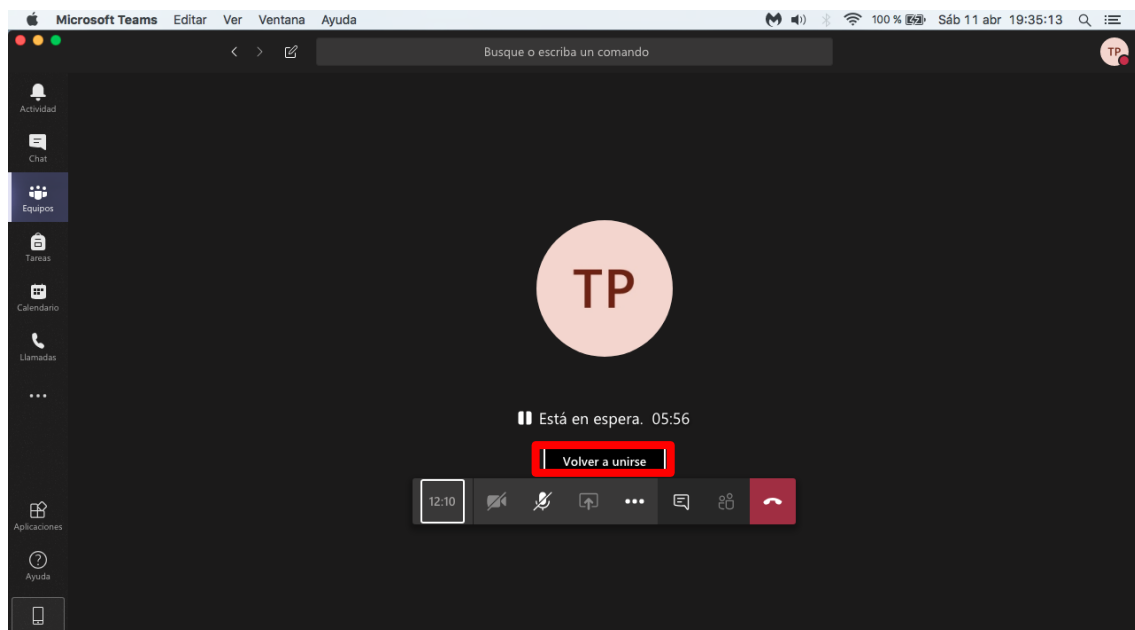 Microsoft Teams Editar Ver Ventana Ayuda 100 % Sáb 11 abr 19:35:13
Busque o escriba un comando
TP
Actividad
Chat
Equipos
Tareas
Calendario
Llamadas
TP
Está en espera. 05:56
Volver a unirse
12:10
Aplicaciones
Ayuda